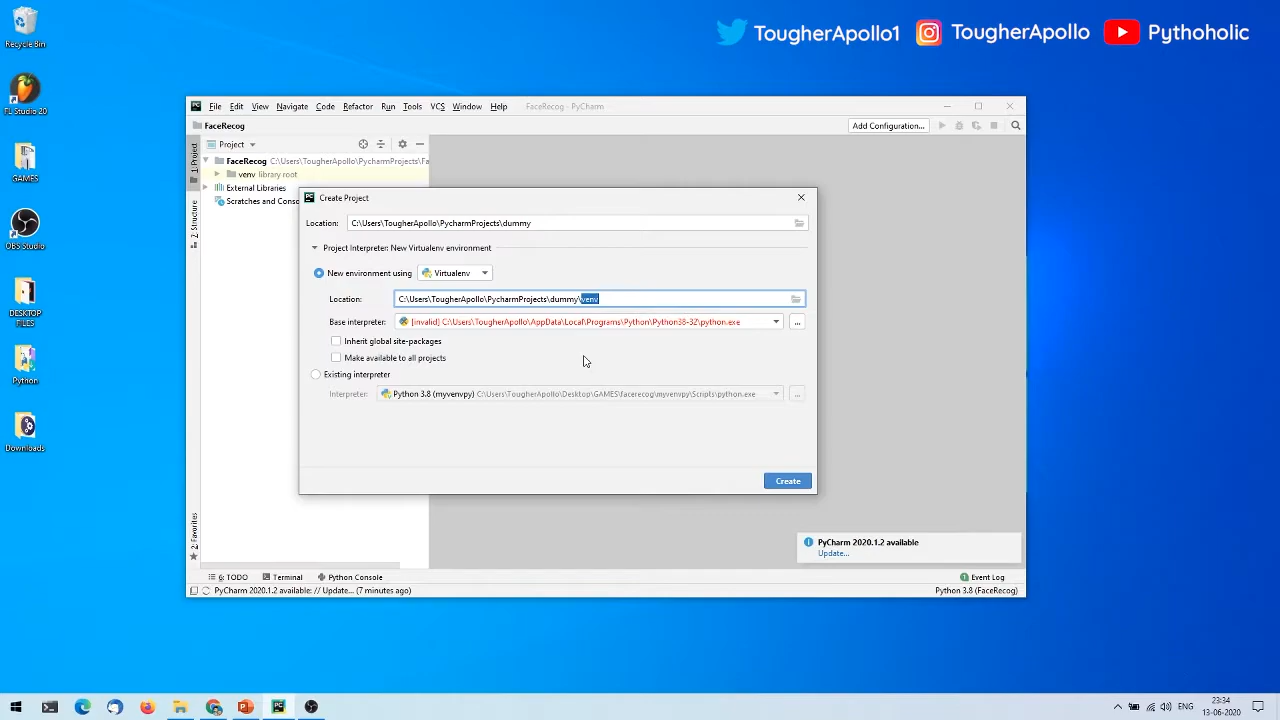 TougherApollo1 TougherApollo Pythoholic
Recycle Bin
FL Studio 20
GAMES
OBS Studio
DESKTOP
FILES
Python
Downloads
File Edit View Navigate Code Refactor Run Tools VCS Window Help FaceRecog - PyCharm
FaceRecog Add Configuration...
1: Project
Project
FaceRecog C:\Users\TougherApollo\PycharmProjects\Fa
venv library root
External Libraries
Scratches and Conso
Z: Structure
2: Favorites
Create Project
Location: C:\Users\TougherApollo\PycharmProjects\dummy
Project Interpreter: New Virtualenv environment
New environment using Virtualenv
Location: C:\Users\TougherApollo\PycharmProjects\dummy\venv
Base interpreter: [invalid] C:\Users\TougherApollo\AppData\Local\Programs\Python\Python38-32\python.exe ...
Inherit global site-packages
Make available to all projects
Existing interpreter
Interpreter: Python 3.8 (myvenvpy) C:\Users\TougherApollo\Desktop\GAMES\facerecog\myvenvpy\Scripts\python.exe ...
Create
PyCharm 2020.1.2 available
Update...
6: TODO Terminal Python Console 1 Event Log
PyCharm 2020.1.2 available: // Update... (7 minutes ago) Python 3.8 (FaceRecog)
ENG 23:34
13-06-2020